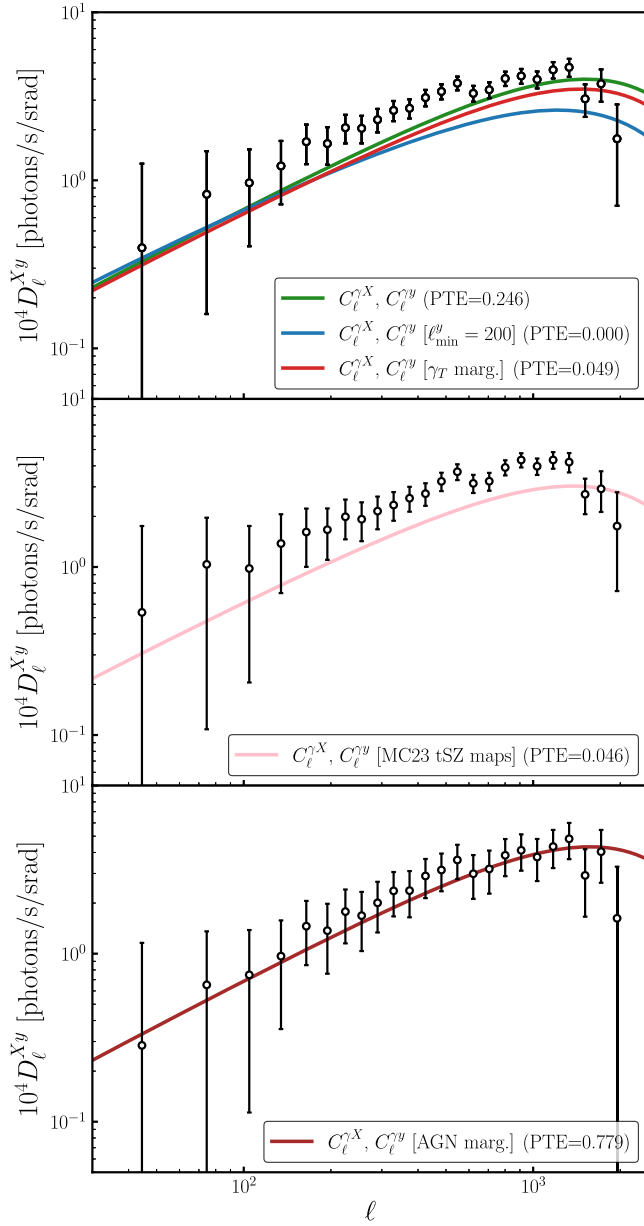 10¹
10⁰
10⁻¹
10⁴D_ℓ^{Xy} [photons/s/srad]
C_ℓ^{γX}, C_ℓ^{γy} (PTE=0.246)
C_ℓ^{γX}, C_ℓ^{γy} [ℓ_{min}^y = 200] (PTE=0.000)
C_ℓ^{γX}, C_ℓ^{γy} [γ_T marg.] (PTE=0.049)
10¹
10⁰
10⁻¹
10⁴D_ℓ^{Xy} [photons/s/srad]
C_ℓ^{γX}, C_ℓ^{γy} [MC23 tSZ maps] (PTE=0.046)
10¹
10⁰
10⁻¹
10⁴D_ℓ^{Xy} [photons/s/srad]
C_ℓ^{γX}, C_ℓ^{γy} [AGN marg.] (PTE=0.779)
10² 10³
ℓ